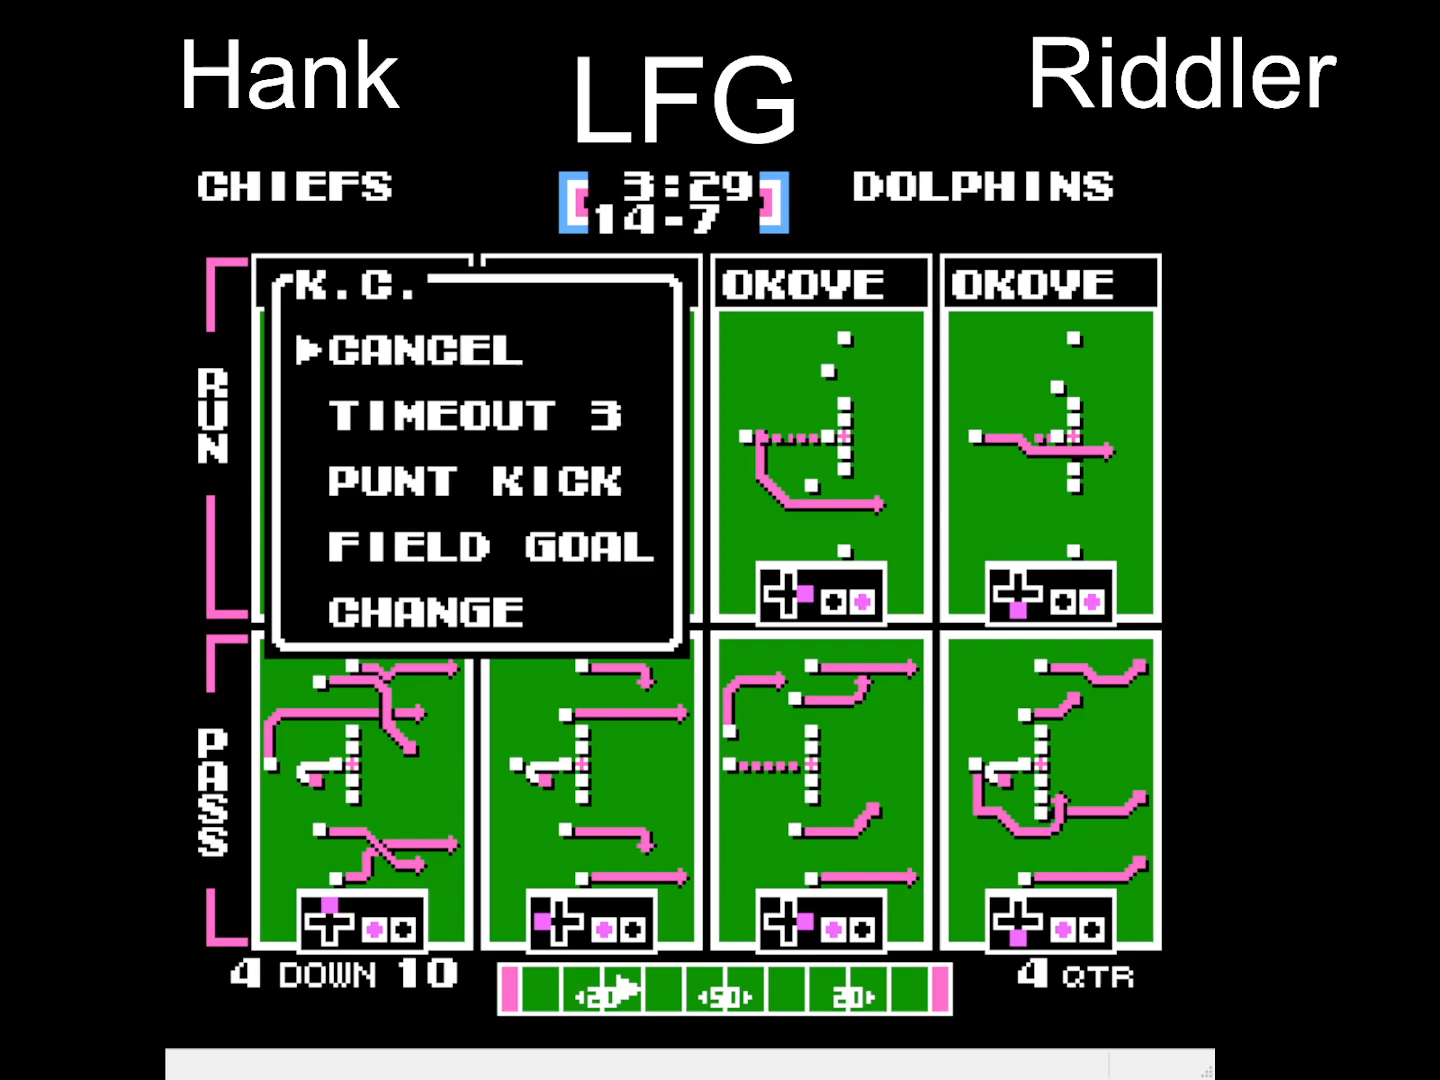 Hank LFG Riddler
CHIEFS 3:29 DOLPHINS
14-7
K.C. OKOVE OKOVE
CANCEL
TIMEOUT 3
PUNT KICK
FIELD GOAL
CHANGE
RUN
PASS
4 DOWN 10 4 QTR
20 50 20